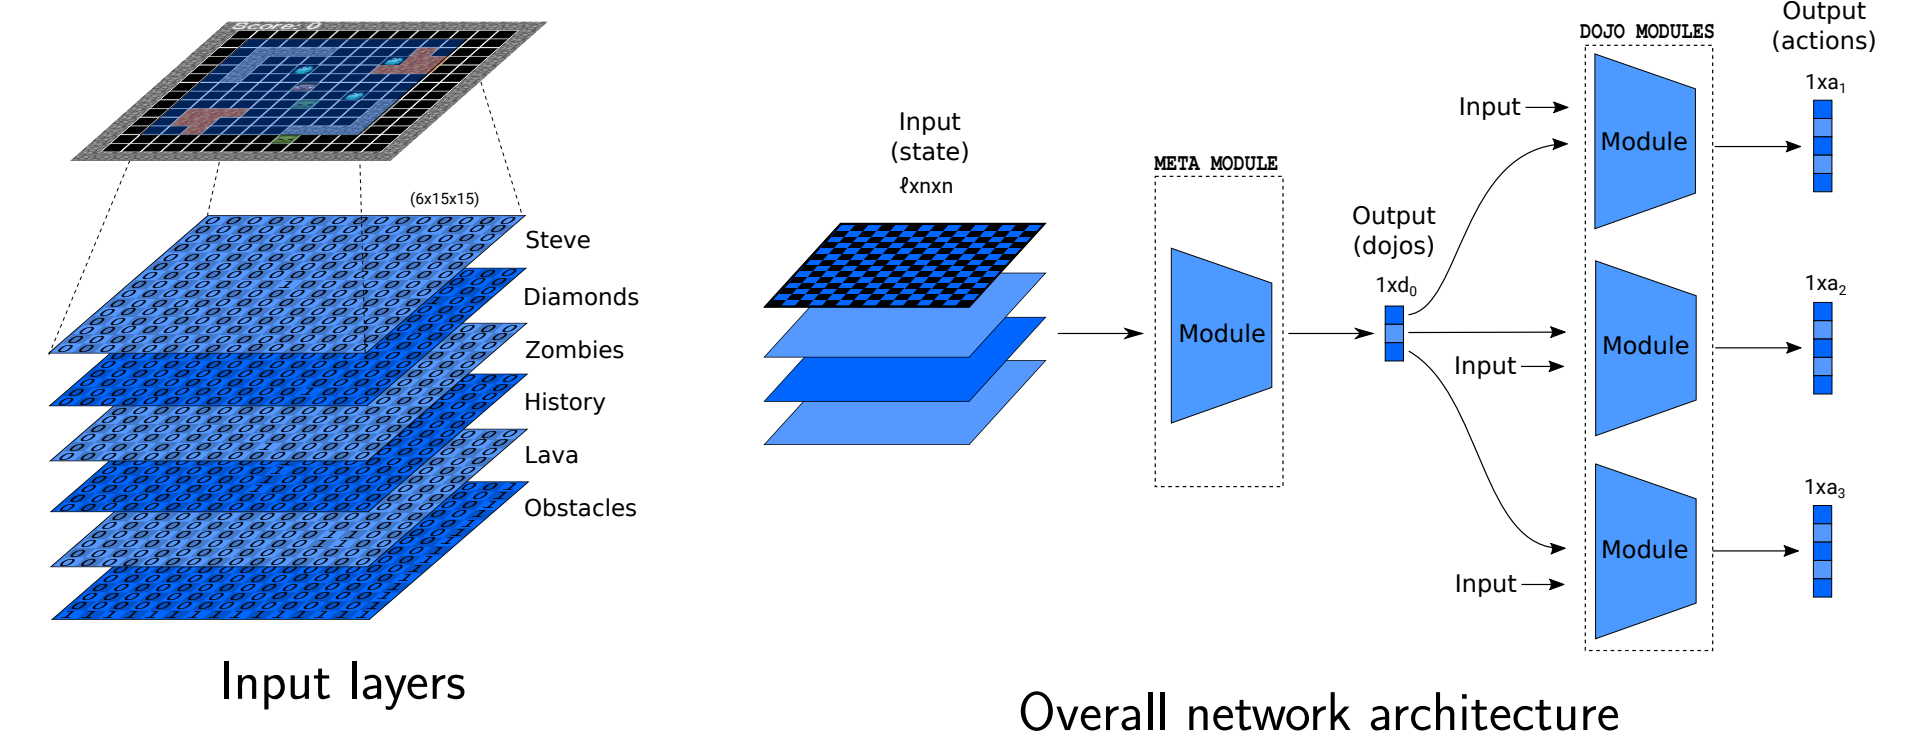 Score: 0
(6x15x15)
Steve
Diamonds
Zombies
History
Lava
Obstacles
Input layers
Input
(state)
ℓxnxn
META MODULE
Module
Output
(dojos)
1xd₀
DOJO MODULES
Input
Module
Input
Module
Input
Module
Output
(actions)
1xa₁
1xa₂
1xa₃
Overall network architecture